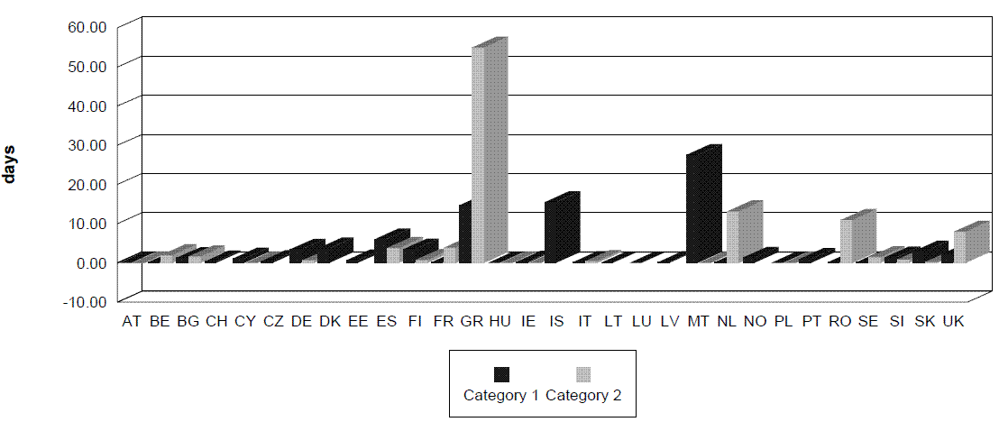 60.00
50.00
40.00
30.00
20.00
10.00
0.00
-10.00
days
AT BE BG CH CY CZ DE DK EE ES FI FR GR HU IE IS IT LT LU LV MT NL NO PL PT RO SE SI SK UK
Category 1 Category 2